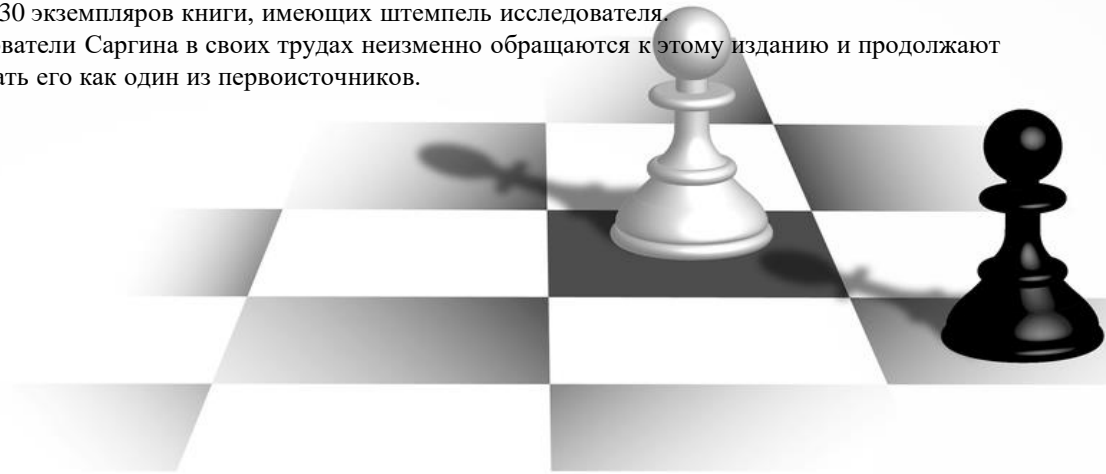 30 экземпляров книги, имеющих штемпель исследователя.
ователи Саргина в своих трудах неизменно обращаются к этому изданию и продолжают
ать его как один из первоисточников.